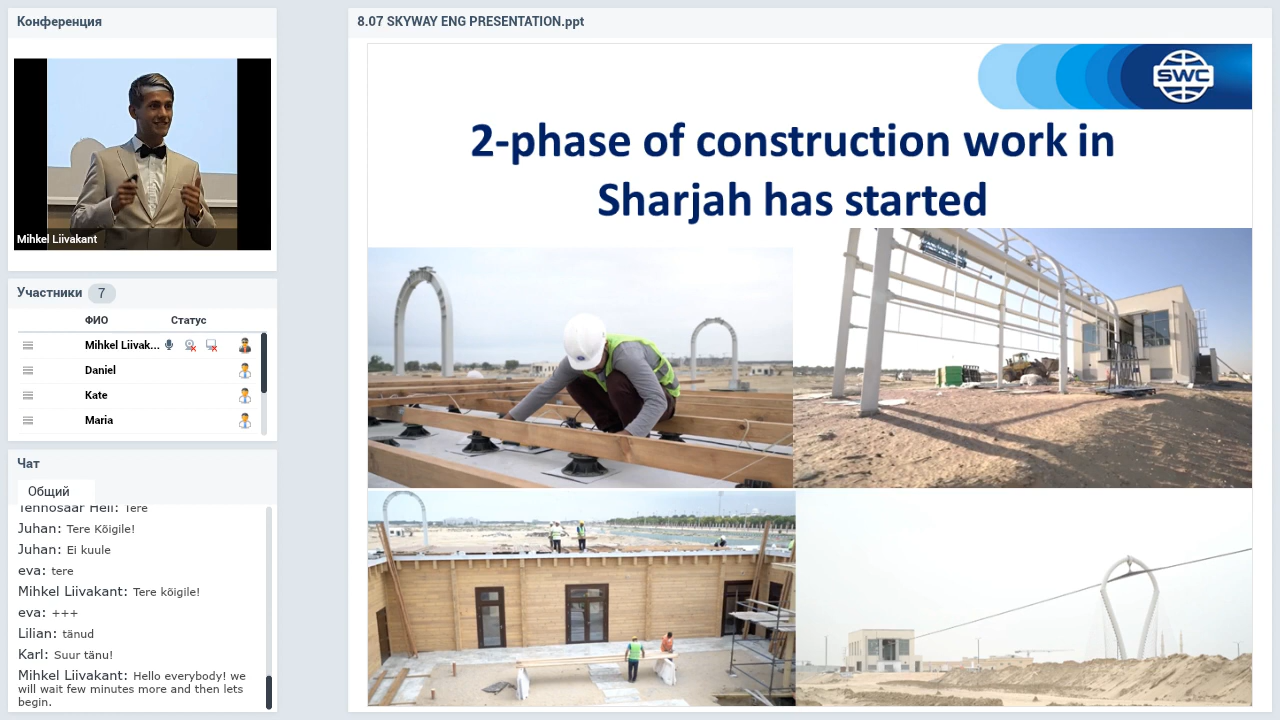 Конференция
Mihkel Liivakant
Участники 7
ФИО Статус
Mihkel Liivak...
Daniel
Kate
Maria
Чат
Общий
Tennosaar Heli: Tere
Juhan: Tere Kõigile!
Juhan: Ei kuule
eva: tere
Mihkel Liivakant: Tere kõigile!
eva: +++
Lilian: tänud
Karl: Suur tänu!
Mihkel Liivakant: Hello everybody! we
will wait few minutes more and then lets
begin.
8.07 SKYWAY ENG PRESENTATION.ppt
SWC
2-phase of construction work in
Sharjah has started